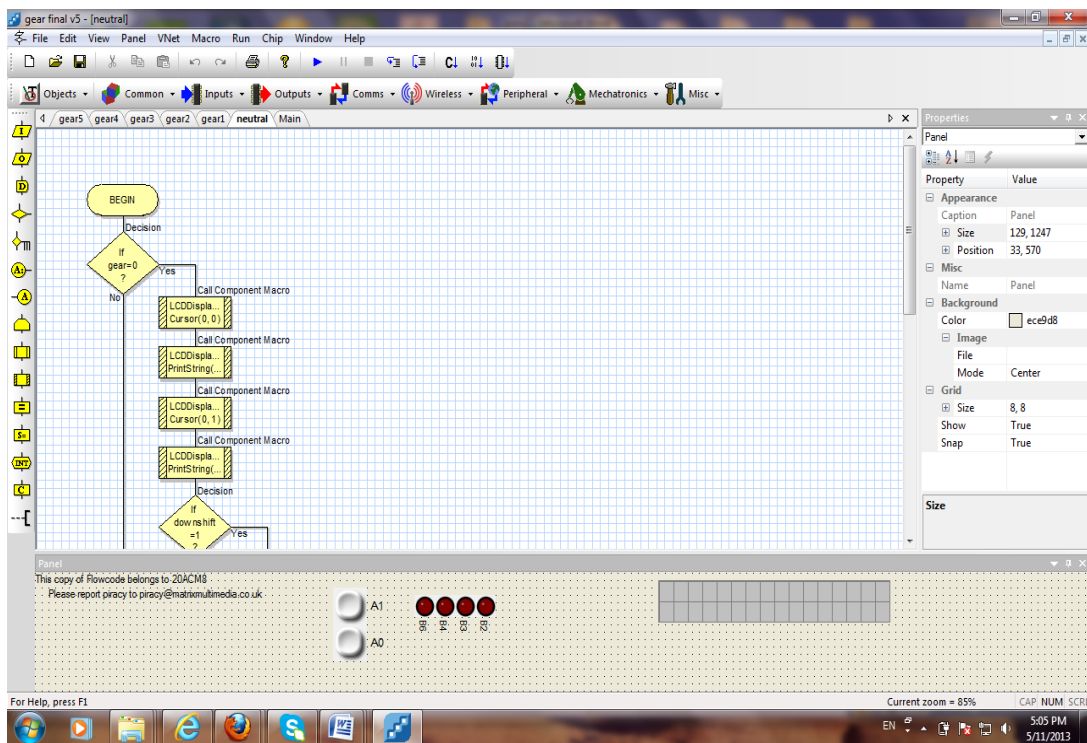 gear final v5 - [neutral]
File Edit View Panel VNet Macro Run Chip Window Help
Objects Common Inputs Outputs Comms Wireless Peripheral Mechatronics Misc
gear5 gear4 gear3 gear2 gear1 neutral Main
BEGIN
Decision
If
gear=0
?
Yes
No
Call Component Macro
LCDDispla...
Cursor(0, 0)
Call Component Macro
LCDDispla...
PrintString(...
Call Component Macro
LCDDispla...
Cursor(0, 1)
Call Component Macro
LCDDispla...
PrintString(...
Decision
If
downshift
=1
?
Yes
Properties
Panel
Property Value
Appearance
Caption Panel
Size 129, 1247
Position 33, 570
Misc
Name Panel
Background
Color ece9d8
Image
File
Mode Center
Grid
Size 8, 8
Show True
Snap True
Size
Panel
This copy of Flowcode belongs to 20ACM8
Please report piracy to piracy@matrixmultimedia.co.uk
A1
A0
B6 B4 B3 B2
For Help, press F1
Current zoom = 85%
CAP NUM SCRL
EN
5:05 PM
5/11/2013